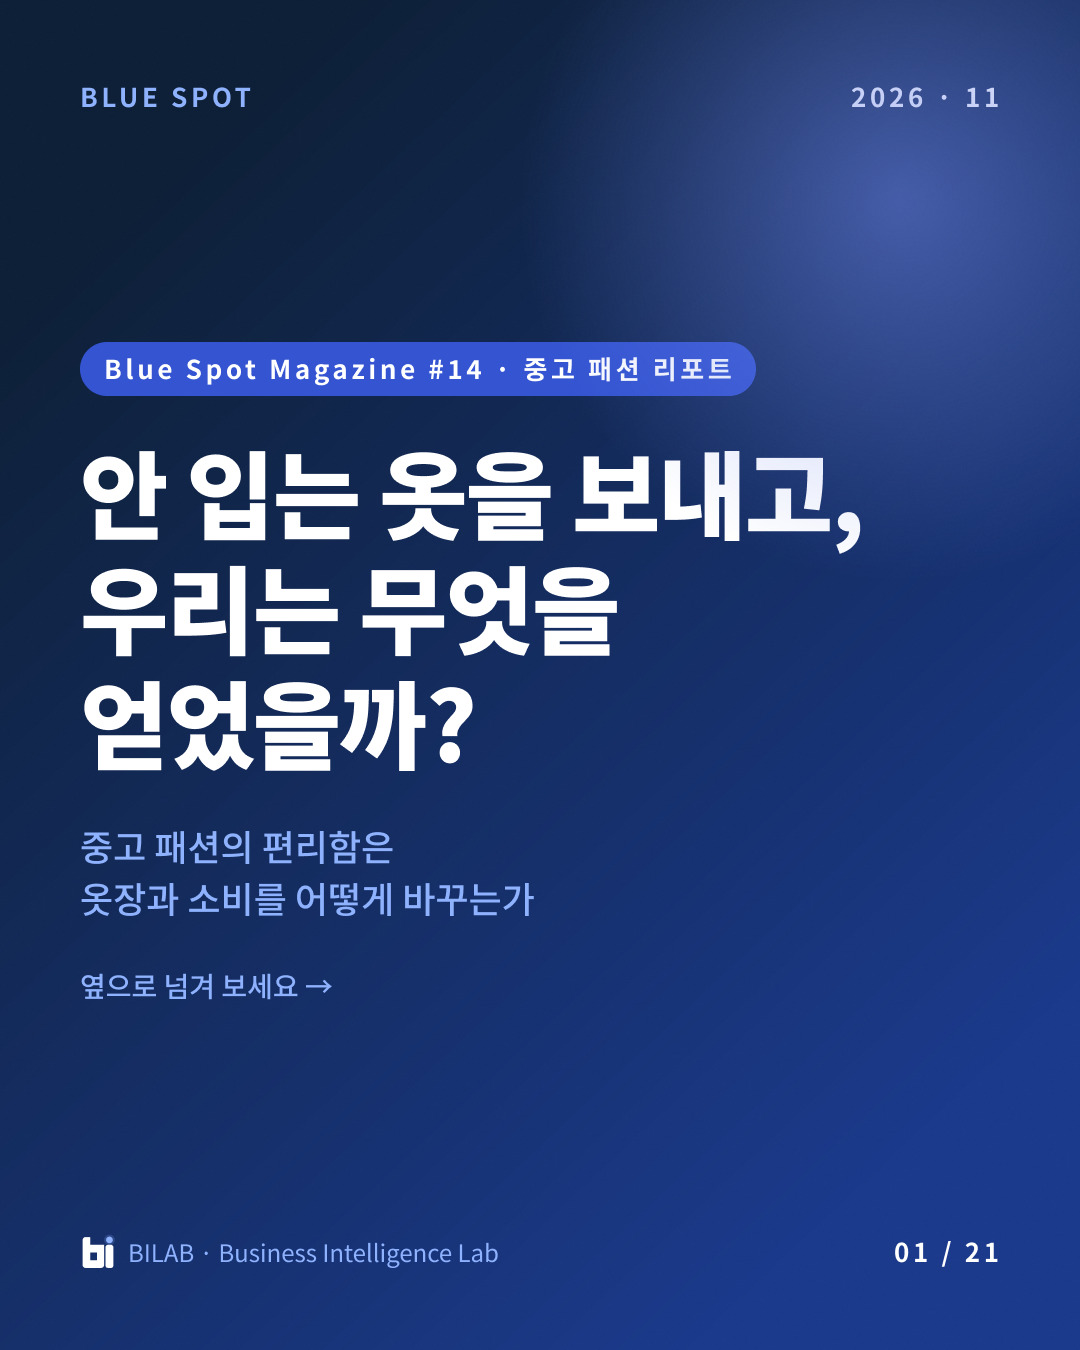 BLUE SPOT
2026 · 11
Blue Spot Magazine #14 · 중고 패션 리포트
안 입는 옷을 보내고,
우리는 무엇을
얻었을까?
중고 패션의 편리함은
옷장과 소비를 어떻게 바꾸는가
옆으로 넘겨 보세요 →
bi BILAB · Business Intelligence Lab
01 / 21